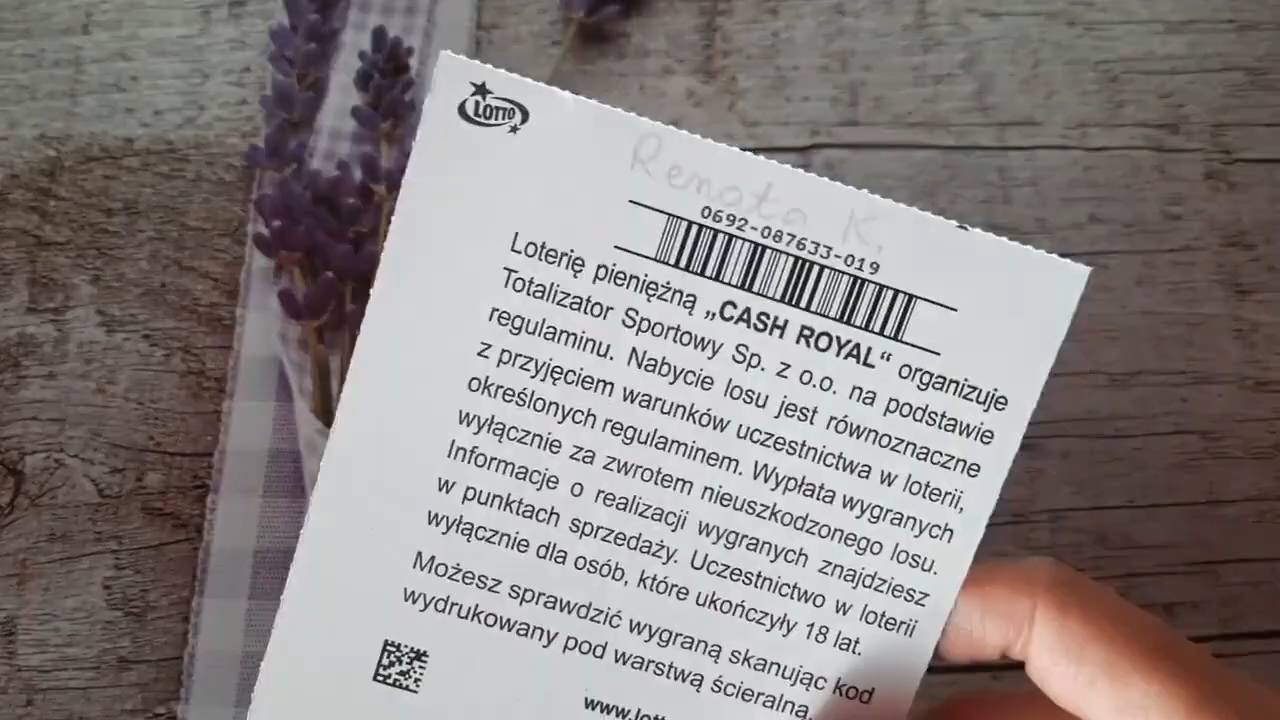 LOTTO
Renata K.
0692-087633-019
Loterię pieniężną „CASH ROYAL“ organizuje
Totalizator Sportowy Sp. z o.o. na podstawie
regulaminu. Nabycie losu jest równoznaczne
z przyjęciem warunków uczestnictwa w loterii,
określonych regulaminem. Wypłata wygranych
wyłącznie za zwrotem nieuszkodzonego losu.
Informacje o realizacji wygranych znajdziesz
w punktach sprzedaży. Uczestnictwo w loterii
wyłącznie dla osób, które ukończyły 18 lat.
Możesz sprawdzić wygraną skanując kod
wydrukowany pod warstwą ścieralną.